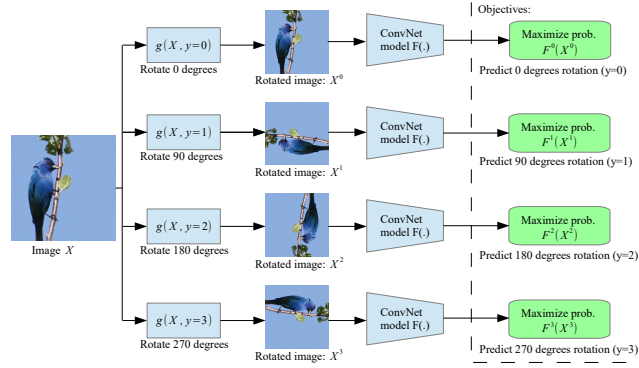 Objectives:
g(X, y=0)
Rotate 0 degrees
Rotated image: X⁰
ConvNet
model F(.)
Maximize prob.
F⁰(X⁰)
Predict 0 degrees rotation (y=0)
g(X, y=1)
Rotate 90 degrees
Rotated image: X¹
ConvNet
model F(.)
Maximize prob.
F¹(X¹)
Predict 90 degrees rotation (y=1)
Image X
g(X, y=2)
Rotate 180 degrees
Rotated image: X²
ConvNet
model F(.)
Maximize prob.
F²(X²)
Predict 180 degrees rotation (y=2)
g(X, y=3)
Rotate 270 degrees
Rotated image: X³
ConvNet
model F(.)
Maximize prob.
F³(X³)
Predict 270 degrees rotation (y=3)